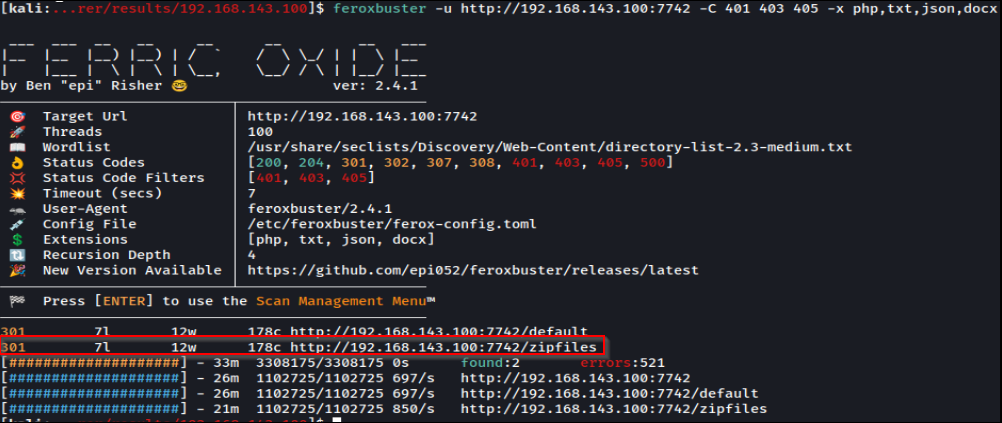 [kali:...rer/results/192.168.143.100]$ feroxbuster -u http://192.168.143.100:7742 -C 401 403 405 -x php,txt,json,docx
FERRIC OXIDE
by Ben "epi" Risher 🤓 ver: 2.4.1
🎯 Target Url │ http://192.168.143.100:7742
🚀 Threads │ 100
📖 Wordlist │ /usr/share/seclists/Discovery/Web-Content/directory-list-2.3-medium.txt
👌 Status Codes │ [200, 204, 301, 302, 307, 308, 401, 403, 405, 500]
💢 Status Code Filters │ [401, 403, 405]
💥 Timeout (secs) │ 7
🦡 User-Agent │ feroxbuster/2.4.1
💉 Config File │ /etc/feroxbuster/ferox-config.toml
💲 Extensions │ [php, txt, json, docx]
🔃 Recursion Depth │ 4
🎉 New Version Available │ https://github.com/epi052/feroxbuster/releases/latest
🏁 Press [ENTER] to use the Scan Management Menu™
301 7l 12w 178c http://192.168.143.100:7742/default
301 7l 12w 178c http://192.168.143.100:7742/zipfiles
[####################] - 33m 3308175/3308175 0s found:2 errors:521
[####################] - 26m 1102725/1102725 697/s http://192.168.143.100:7742
[####################] - 26m 1102725/1102725 697/s http://192.168.143.100:7742/default
[####################] - 21m 1102725/1102725 850/s http://192.168.143.100:7742/zipfiles